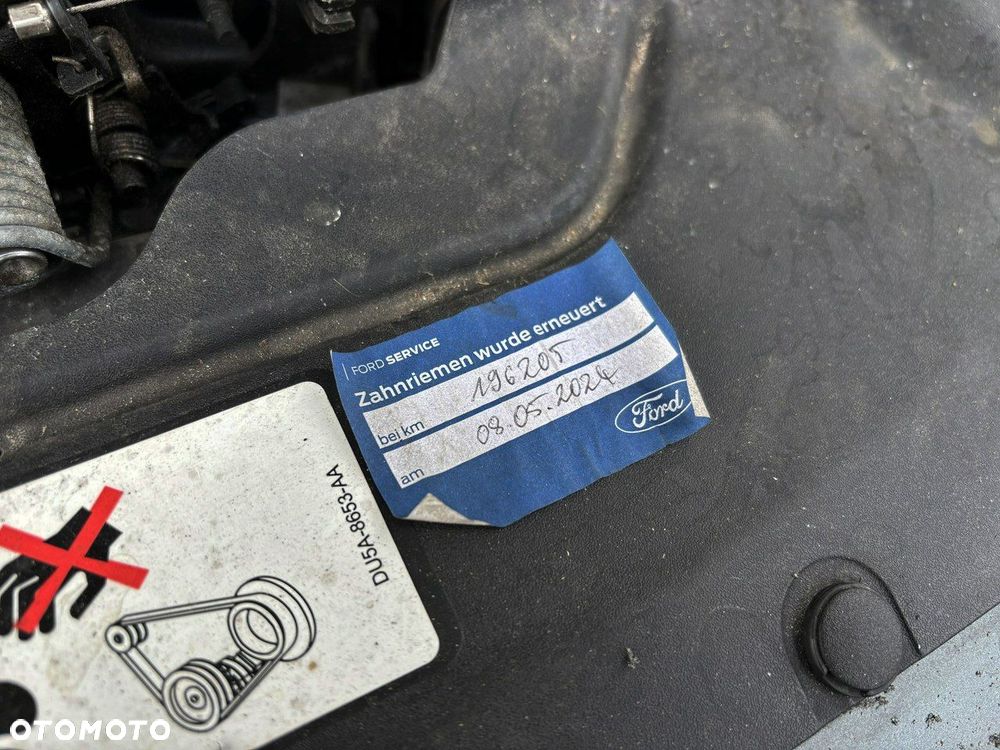 FORD SERVICE
Zahnriemen wurde erneuert
bei km 196205
am 08.05.2024
Ford
DU5A-8653-AA
OTOMOTO